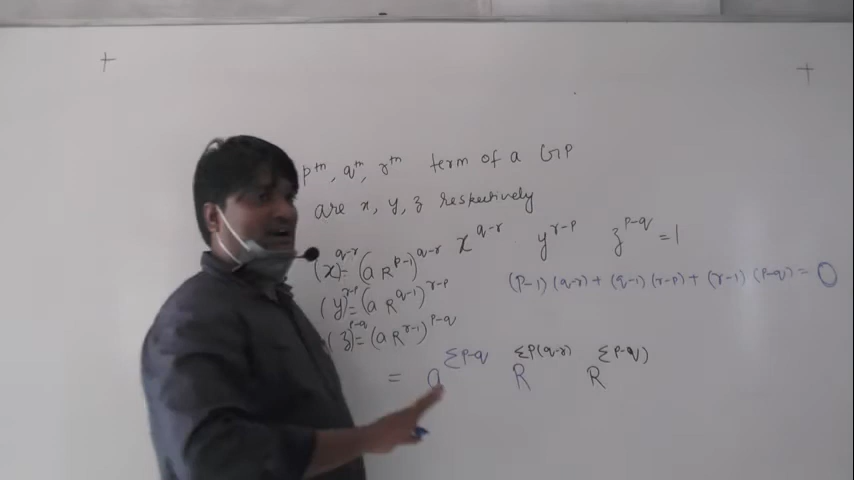 pth, qth, rth term of a GP
are x, y, z respectively
x^{q-r} y^{r-p} z^{p-q} = 1
(x)^{q-r} = (a R^{p-1})^{q-r}
(p-1)(q-r) + (q-1)(r-p) + (r-1)(p-q) = 0
(y)^{r-p} = (a R^{q-1})^{r-p}
(z)^{p-q} = (a R^{r-1})^{p-q}
= a^{Σp-q} R^{Σp(q-r)} R^{Σp-q)}